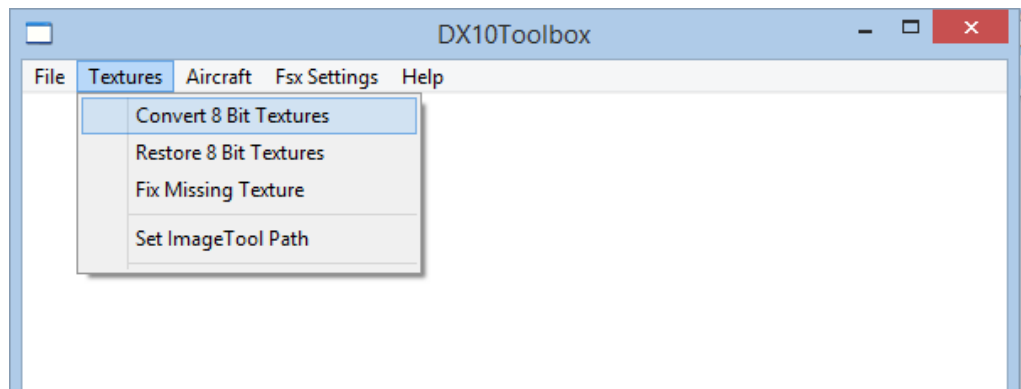 DX10Toolbox
File Textures Aircraft Fsx Settings Help
Convert 8 Bit Textures
Restore 8 Bit Textures
Fix Missing Texture
Set ImageTool Path